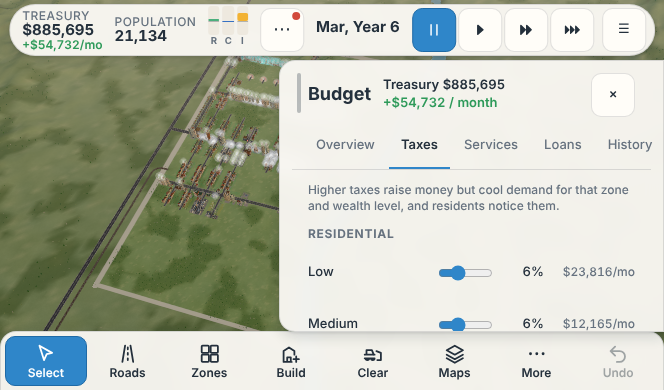 TREASURY
$885,695
+$54,732/mo
POPULATION
21,134
R C I
Mar, Year 6
Budget
Treasury $885,695
+$54,732 / month
Overview
Taxes
Services
Loans
History
Higher taxes raise money but cool demand for that zone
and wealth level, and residents notice them.
RESIDENTIAL
Low 6% $23,816/mo
Medium 6% $12,165/mo
Select
Roads
Zones
Build
Clear
Maps
More
Undo